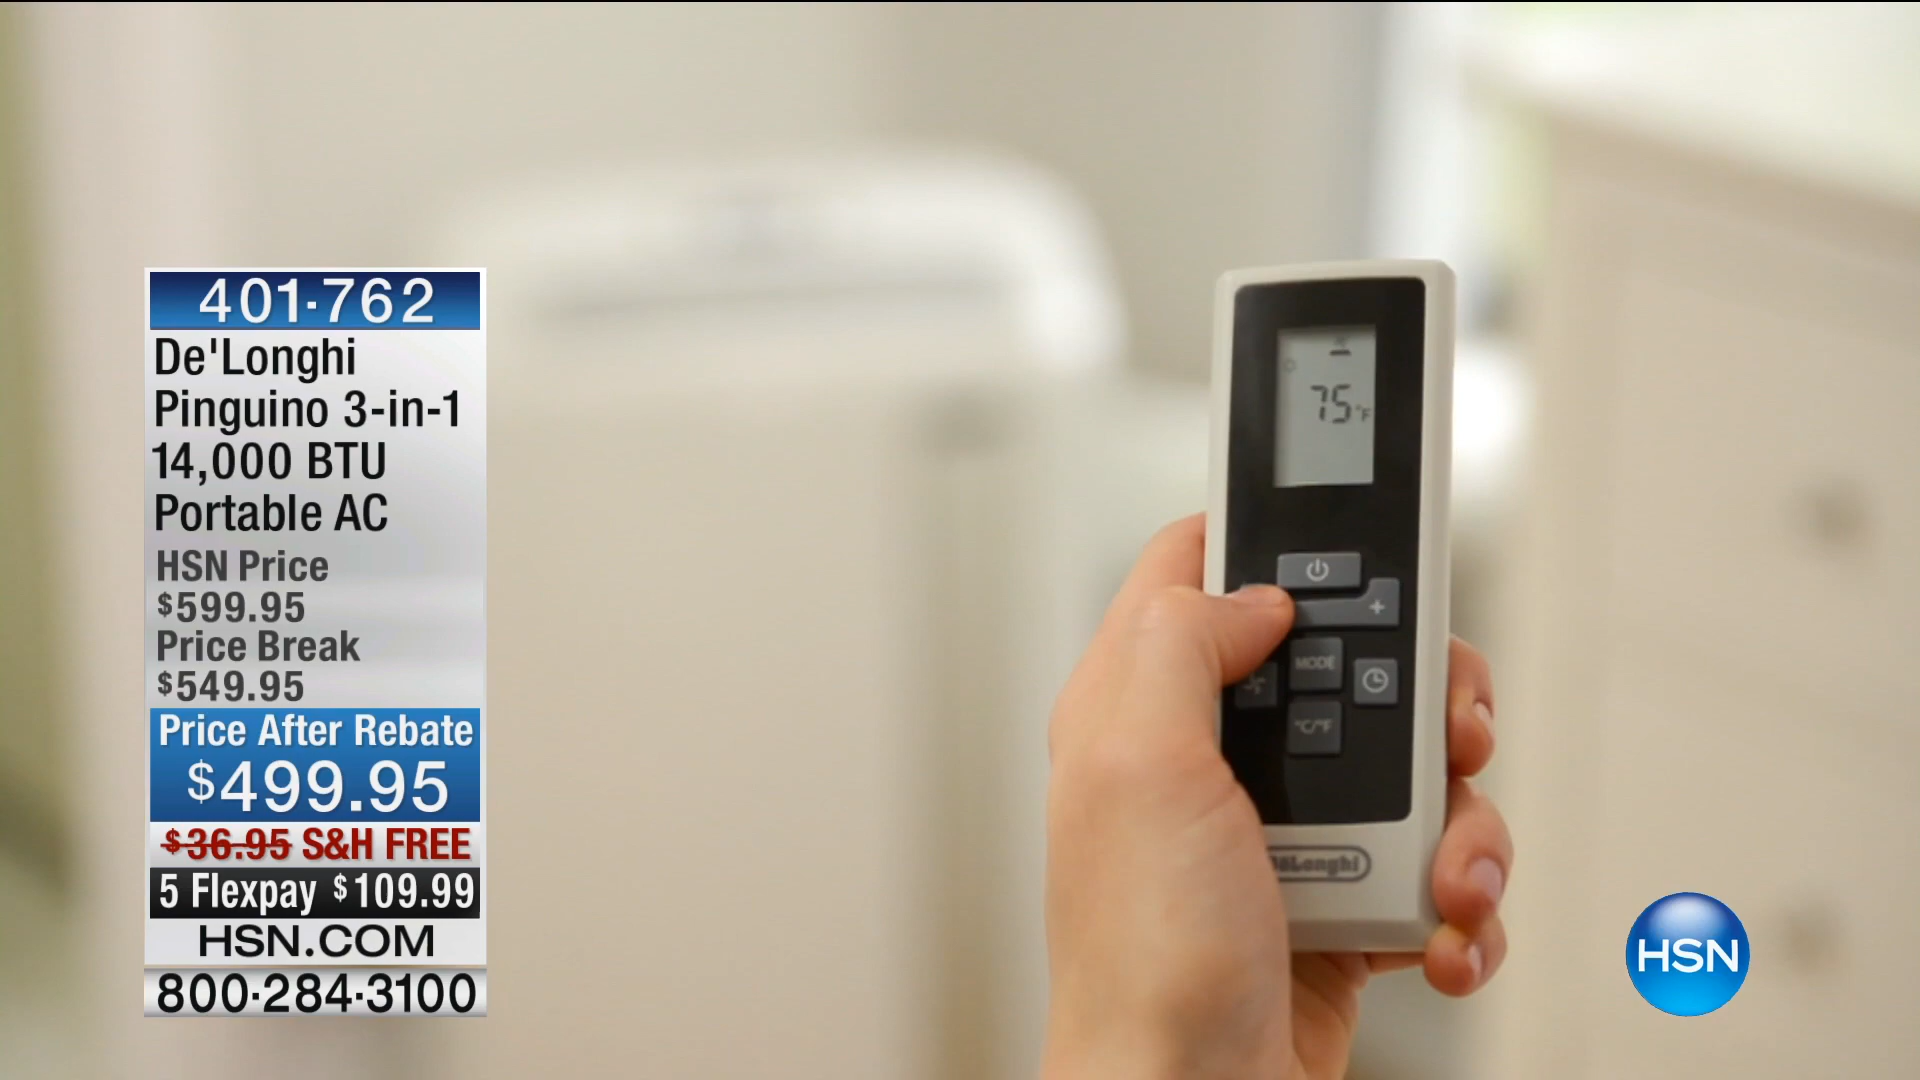 401·762
De'Longhi
Pinguino 3-in-1
14,000 BTU
Portable AC
HSN Price
$599.95
Price Break
$549.95
Price After Rebate
$499.95
$36.95 S&H FREE
5 Flexpay $109.99
HSN.COM
800·284·3100
75°F
+
MODE
°C/°F
DeLonghi
HSN